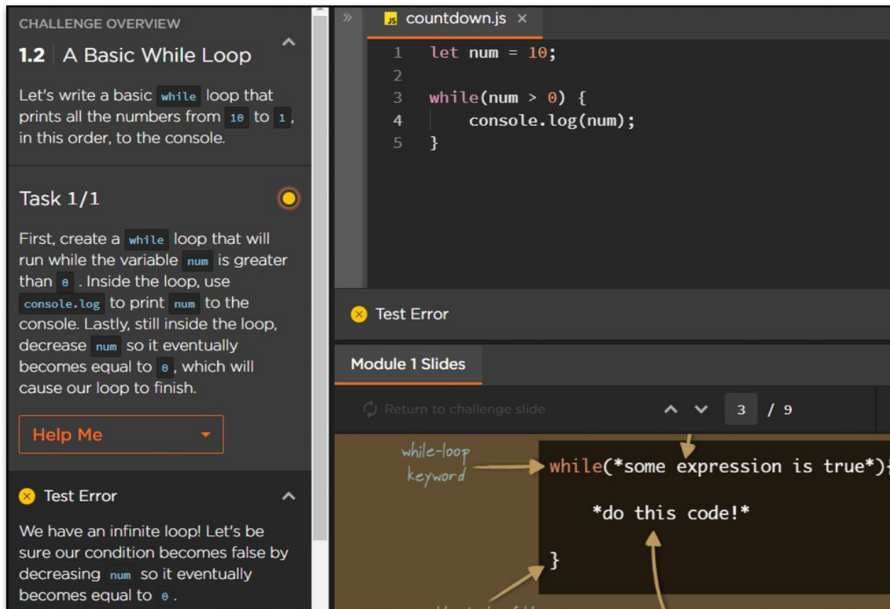 CHALLENGE OVERVIEW
1.2 A Basic While Loop
Let's write a basic while loop that
prints all the numbers from 10 to 1 ,
in this order, to the console.
Task 1/1
First, create a while loop that will
run while the variable num is greater
than 0 . Inside the loop, use
console.log to print num to the
console. Lastly, still inside the loop,
decrease num so it eventually
becomes equal to 0 , which will
cause our loop to finish.
Help Me
Test Error
We have an infinite loop! Let's be
sure our condition becomes false by
decreasing num so it eventually
becomes equal to 0 .
» JS countdown.js ×
1 let num = 10;
2
3 while(num > 0) {
4 console.log(num);
5 }
Test Error
Module 1 Slides
Return to challenge slide 3 / 9
while-loop
keyword
while(*some expression is true*){
*do this code!*
}